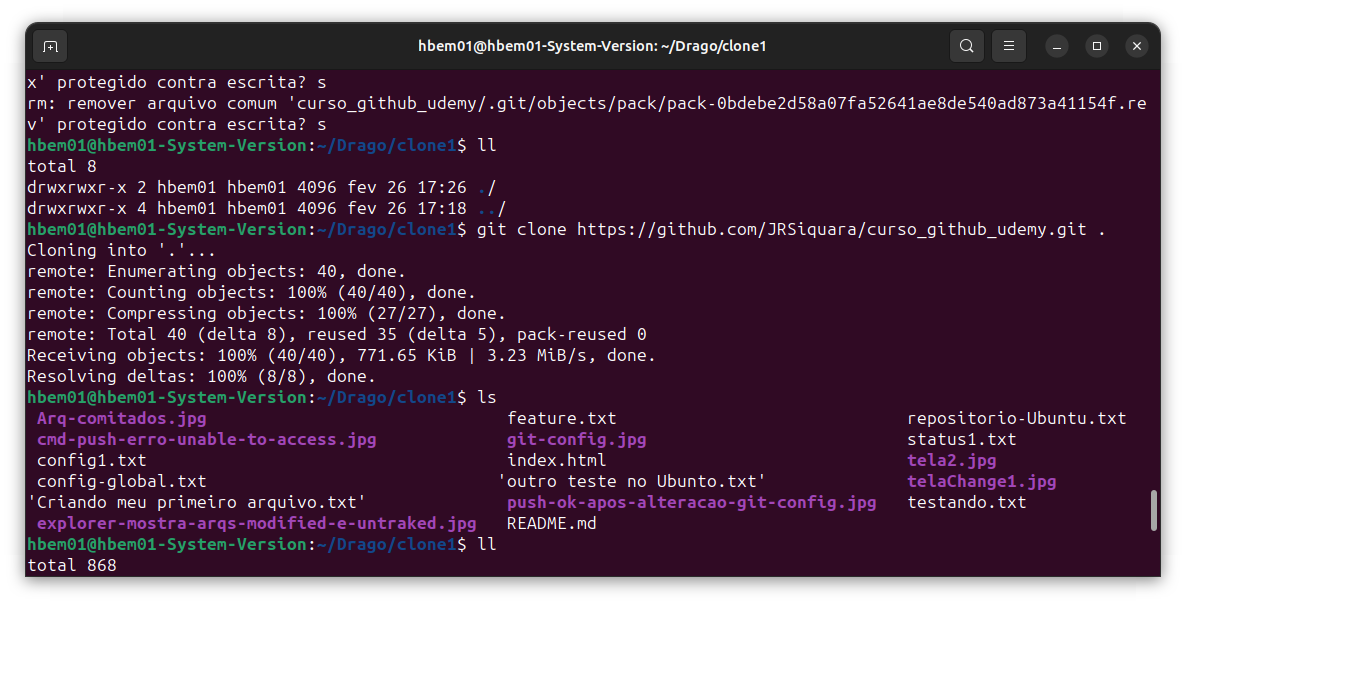 hbem01@hbem01-System-Version: ~/Drago/clone1
x' protegido contra escrita? s
rm: remover arquivo comum 'curso_github_udemy/.git/objects/pack/pack-0bdebe2d58a07fa52641ae8de540ad873a41154f.re
v' protegido contra escrita? s
hbem01@hbem01-System-Version:~/Drago/clone1$ ll
total 8
drwxrwxr-x 2 hbem01 hbem01 4096 fev 26 17:26 ./
drwxrwxr-x 4 hbem01 hbem01 4096 fev 26 17:18 ../
hbem01@hbem01-System-Version:~/Drago/clone1$ git clone https://github.com/JRSiquara/curso_github_udemy.git .
Cloning into '.'...
remote: Enumerating objects: 40, done.
remote: Counting objects: 100% (40/40), done.
remote: Compressing objects: 100% (27/27), done.
remote: Total 40 (delta 8), reused 35 (delta 5), pack-reused 0
Receiving objects: 100% (40/40), 771.65 KiB | 3.23 MiB/s, done.
Resolving deltas: 100% (8/8), done.
hbem01@hbem01-System-Version:~/Drago/clone1$ ls
Arq-comitados.jpg feature.txt repositorio-Ubuntu.txt
cmd-push-erro-unable-to-access.jpg git-config.jpg status1.txt
config1.txt index.html tela2.jpg
config-global.txt 'outro teste no Ubunto.txt' telaChange1.jpg
'Criando meu primeiro arquivo.txt' push-ok-apos-alteracao-git-config.jpg testando.txt
explorer-mostra-arqs-modified-e-untraked.jpg README.md
hbem01@hbem01-System-Version:~/Drago/clone1$ ll
total 868